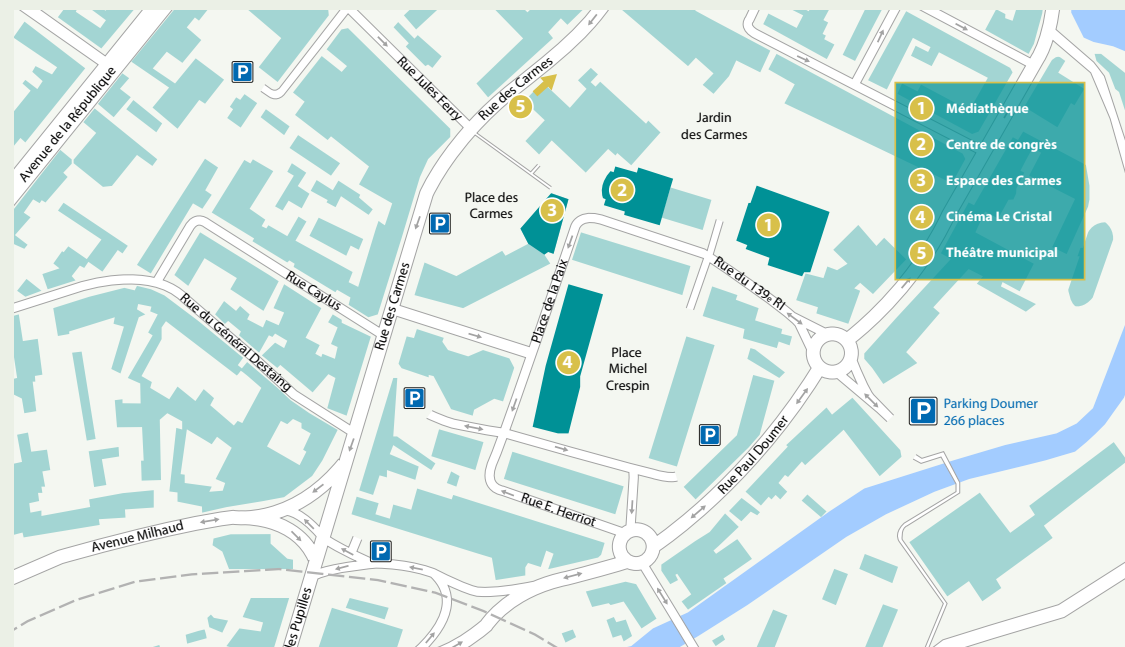 Avenue de la République
P
Rue Jules Ferry
Rue des Carmes
5
Jardin
des Carmes
1 Médiathèque
2 Centre de congrès
3 Espace des Carmes
4 Cinéma Le Cristal
5 Théâtre municipal
Place des
Carmes
P
3
2
1
Rue Caylus
Rue du Général Destaing
Rue des Carmes
Place de la Paix
Rue du 139e RI
4
Place
Michel
Crespin
P
P
P
Parking Doumer
266 places
Rue Paul Doumer
Rue E. Herriot
Avenue Milhaud
P
des Pupilles